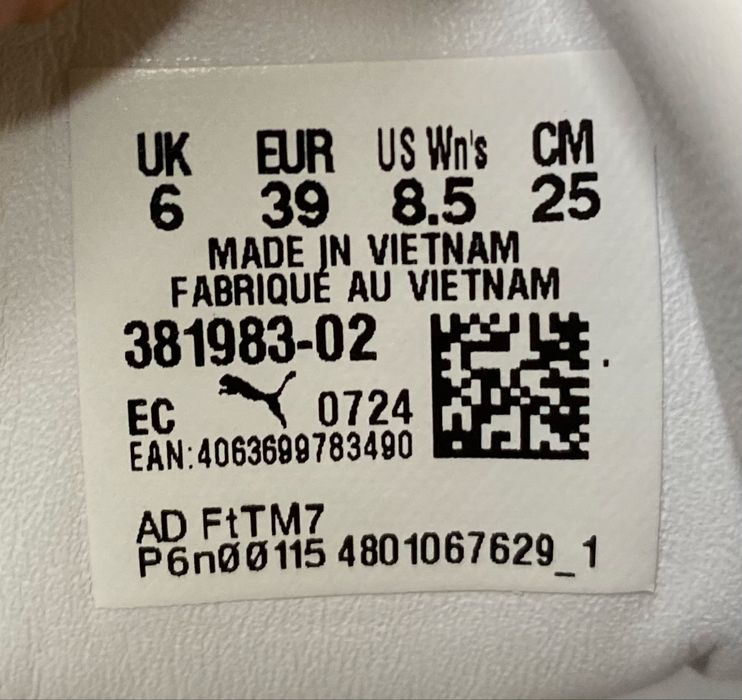 UK EUR US Wn's CM
6 39 8.5 25
MADE IN VIETNAM
FABRIQUÉ AU VIETNAM
381983-02
EC 0724
EAN:4063699783490
AD FtTM7
P6nØØ115 4801067629_1